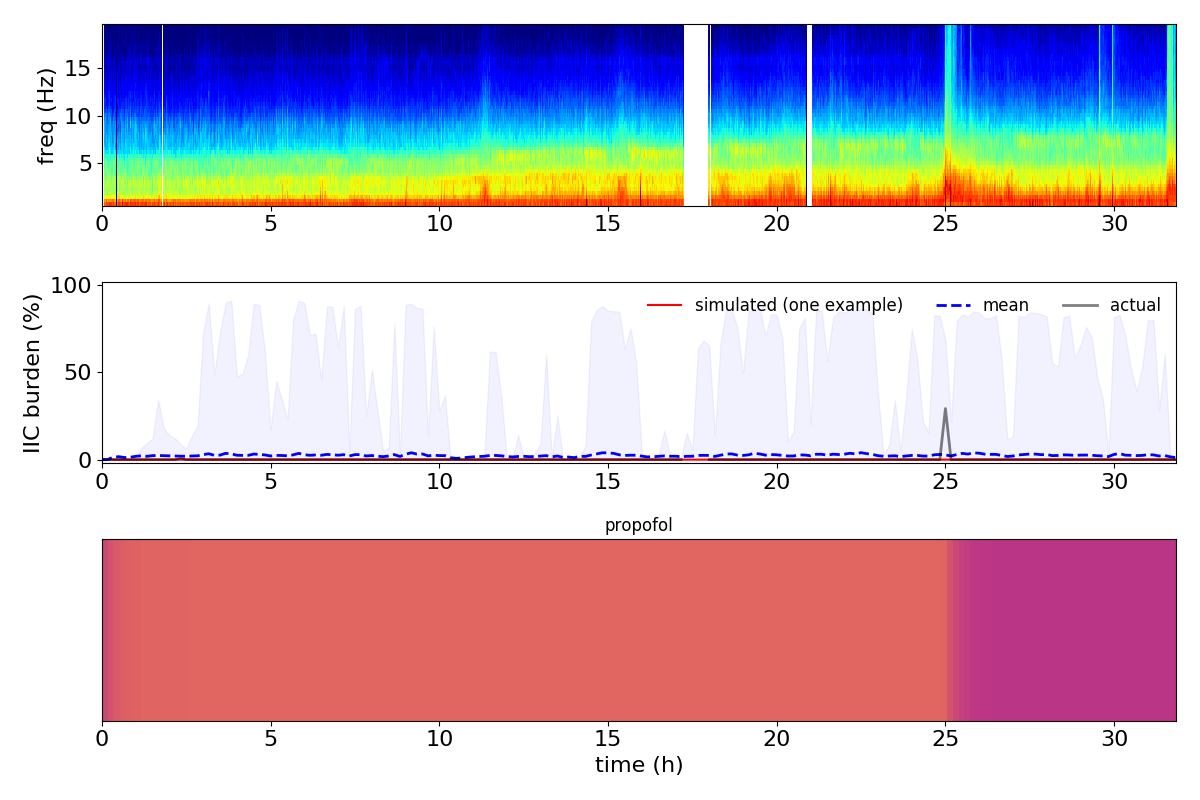 freq (Hz)
15
10
5
0 5 10 15 20 25 30
IIC burden (%)
100
50
0
simulated (one example) mean actual
0 5 10 15 20 25 30
propofol
0 5 10 15 20 25 30
time (h)